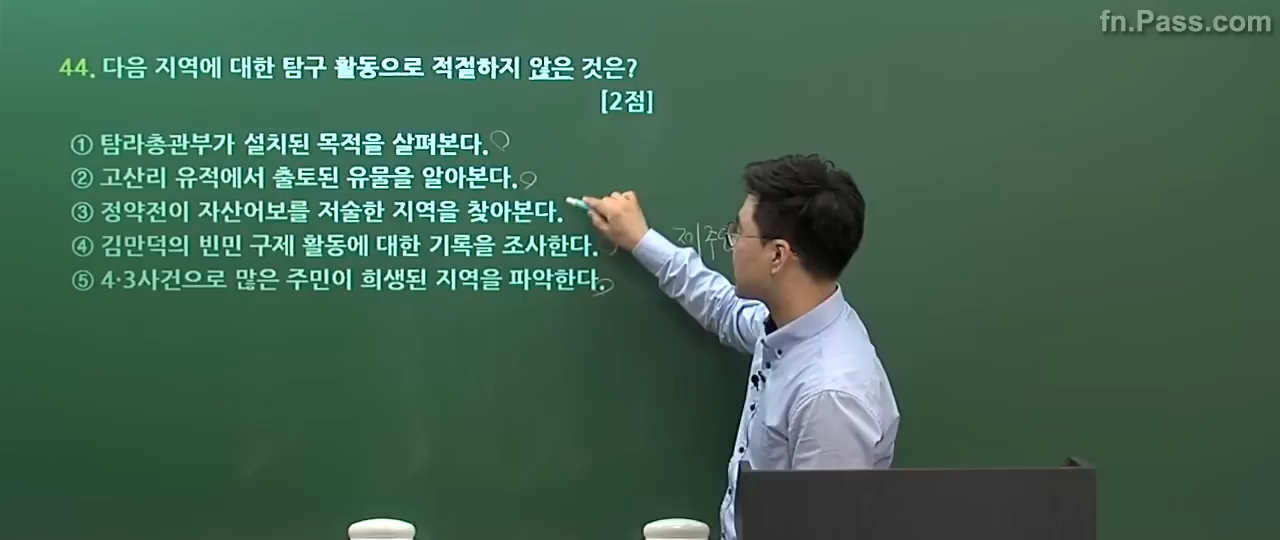 fn.Pass.com
44. 다음 지역에 대한 탐구 활동으로 적절하지 않은 것은?
[2점]
① 탐라총관부가 설치된 목적을 살펴본다.
② 고산리 유적에서 출토된 유물을 알아본다.
③ 정약전이 자산어보를 저술한 지역을 찾아본다.
④ 김만덕의 빈민 구제 활동에 대한 기록을 조사한다.
⑤ 4·3사건으로 많은 주민이 희생된 지역을 파악한다.